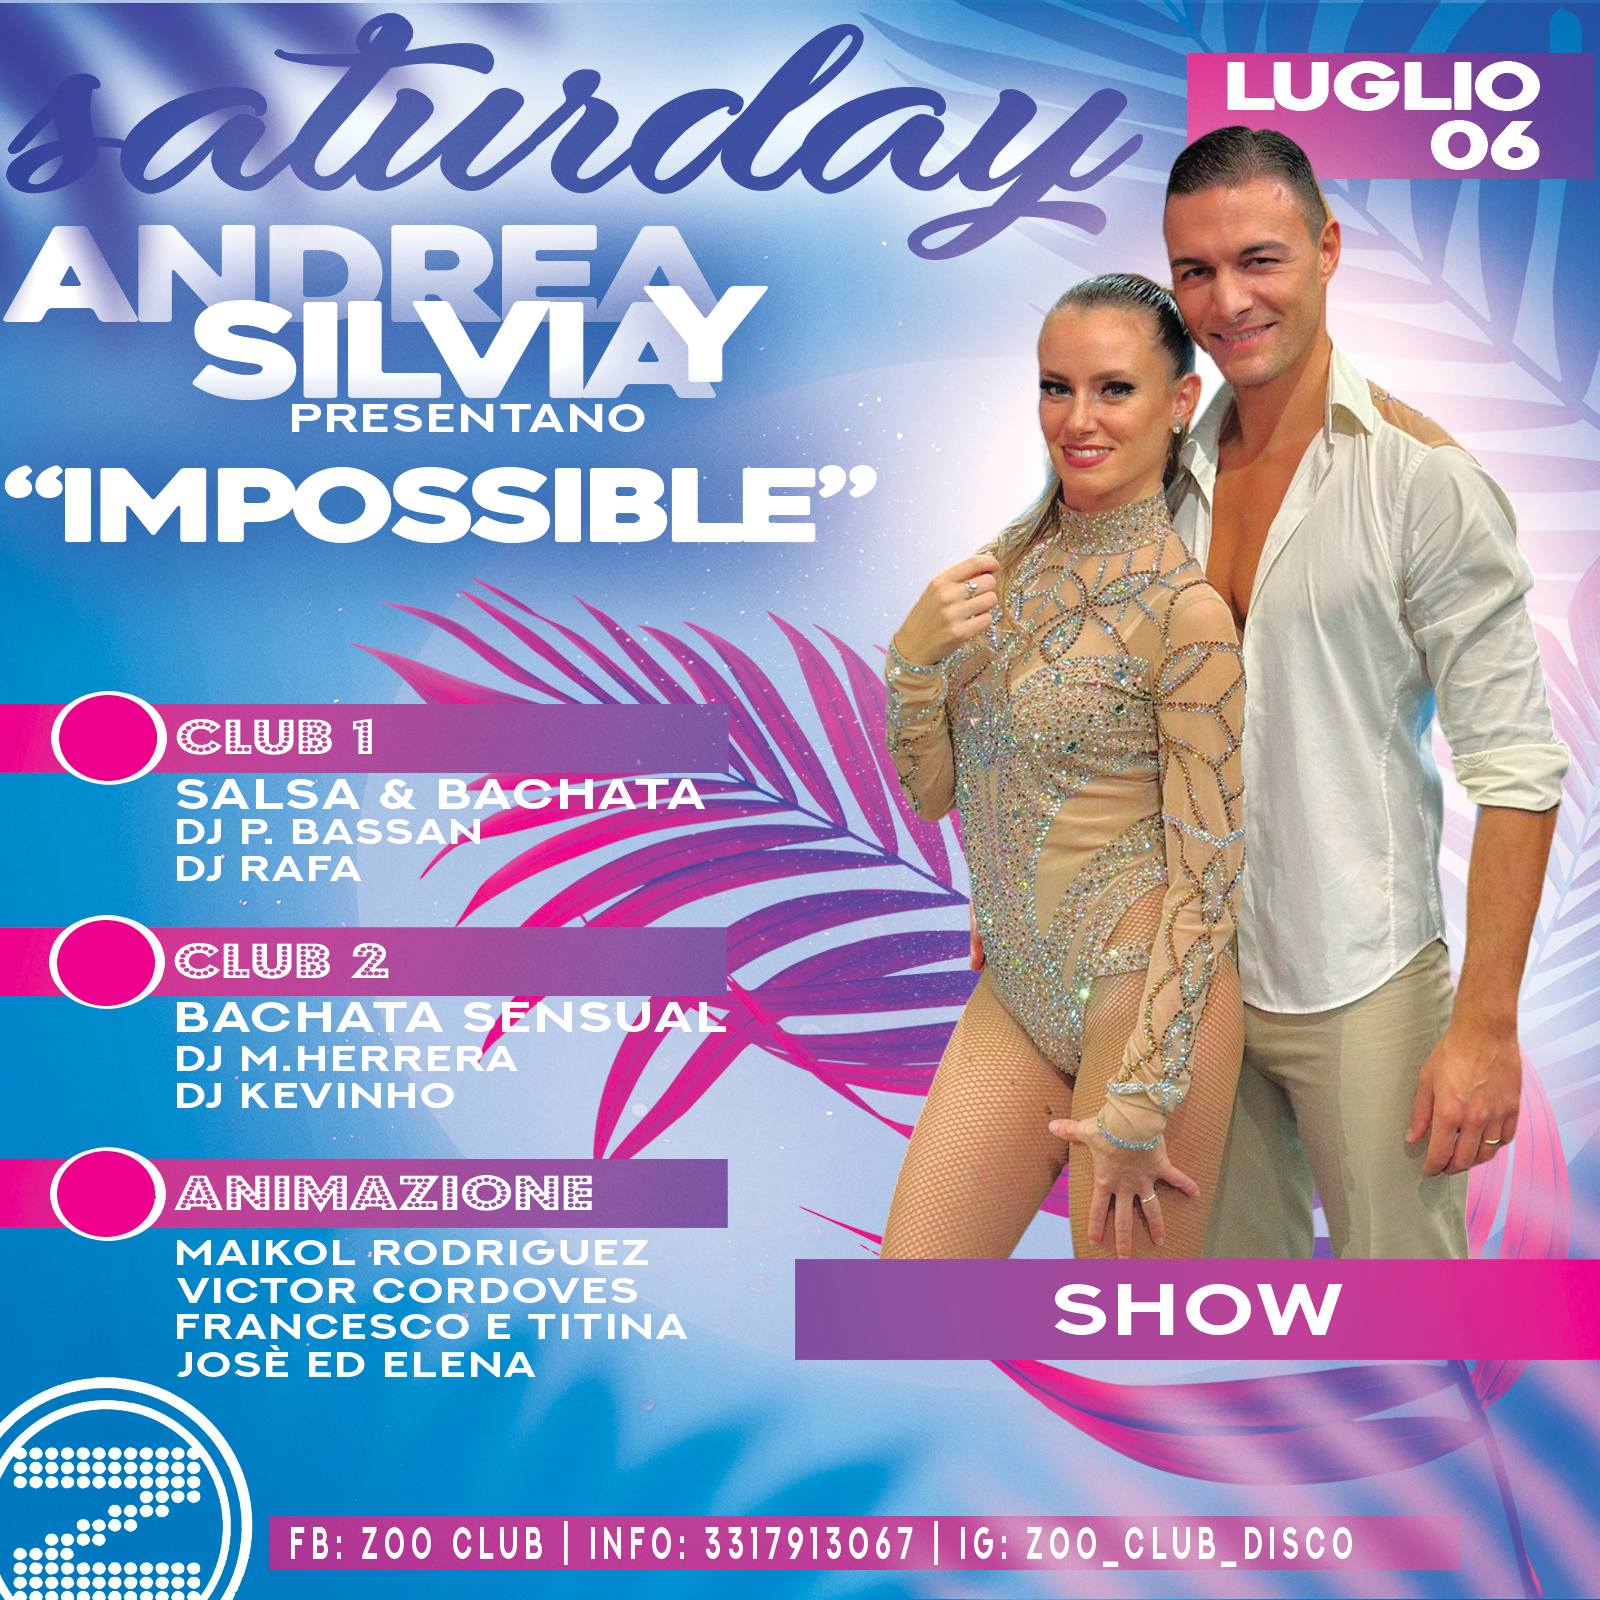 saturday
LUGLIO
06
ANDREA
SILVIA Y
PRESENTANO
“IMPOSSIBLE”
CLUB 1
SALSA & BACHATA
DJ P. BASSAN
DJ RAFA
CLUB 2
BACHATA SENSUAL
DJ M.HERRERA
DJ KEVINHO
ANIMAZIONE
MAIKOL RODRIGUEZ
VICTOR CORDOVES
FRANCESCO E TITINA
JOSÈ ED ELENA
SHOW
Z
FB: ZOO CLUB | INFO: 3317913067 | IG: ZOO_CLUB_DISCO